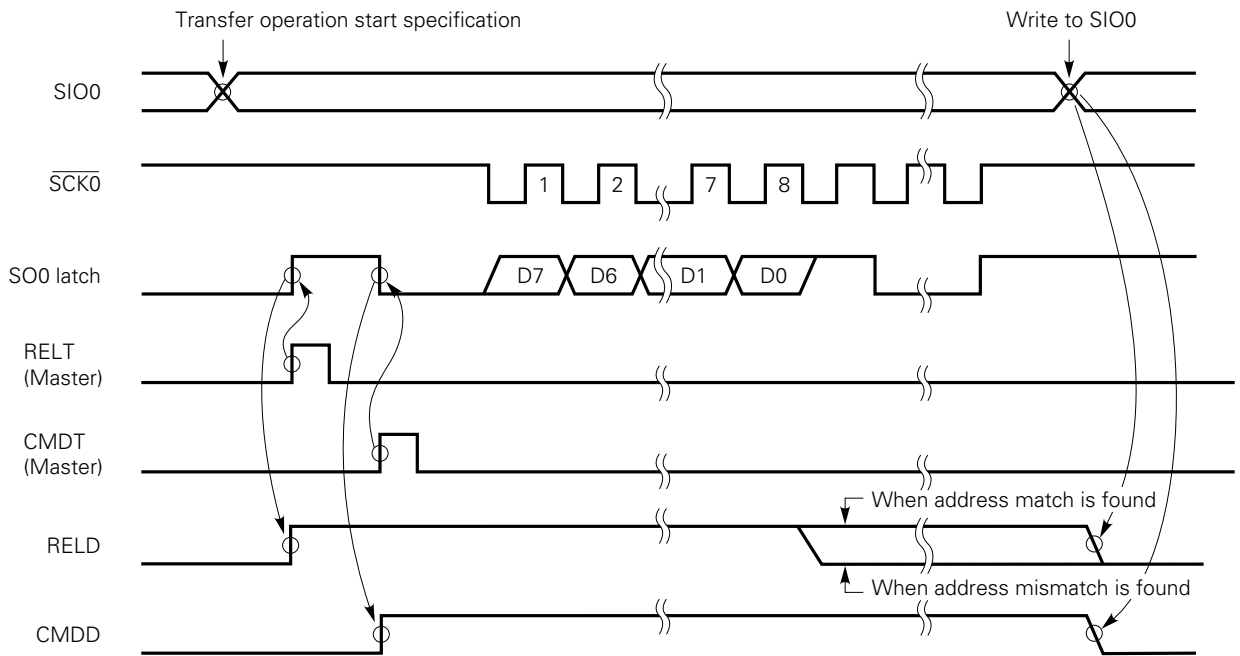 Transfer operation start specification
Write to SIO0
SIO0
SCK0
1 2 7 8
SO0 latch
D7 D6 D1 D0
RELT
(Master)
CMDT
(Master)
When address match is found
RELD
When address mismatch is found
CMDD